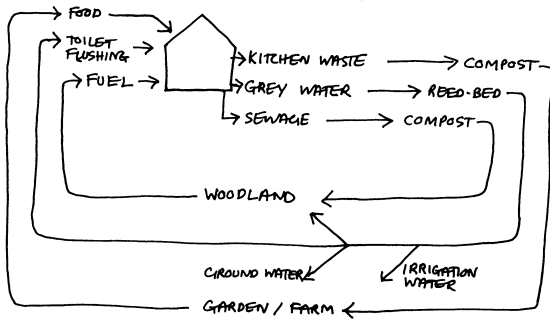 FOOD
TOILET
FLUSHING
FUEL
KITCHEN WASTE
COMPOST
GREY WATER
REED-BED
SEWAGE
COMPOST
WOODLAND
GROUND WATER
IRRIGATION
WATER
GARDEN / FARM